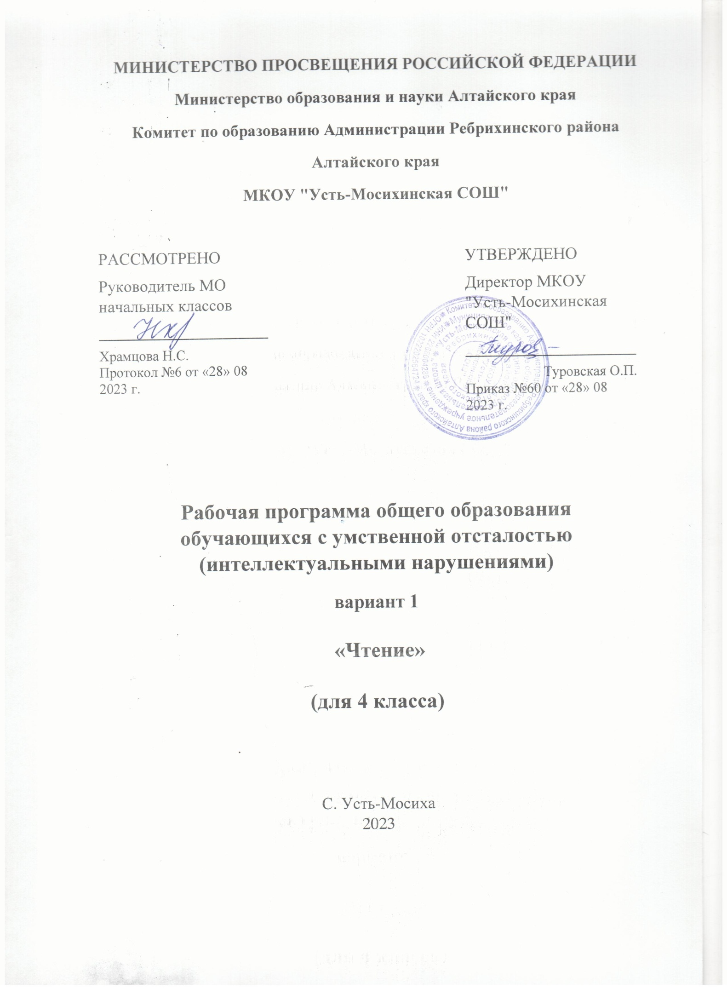 МИНИСТЕРСТВО ПРОСВЕЩЕНИЯ РОССИЙСКОЙ ФЕДЕРАЦИИ
Министерство образования и науки Алтайского края
Комитет по образованию Администрации Ребрихинского района
Алтайского края
МКОУ "Усть-Мосихинская СОШ"
РАССМОТРЕНО
Руководитель МО
начальных классов
Храмцова Н.С.
Протокол №6 от «28» 08
2023 г.
УТВЕРЖДЕНО
Директор МКОУ
"Усть-Мосихинская
СОШ"
Туровская О.П.
Приказ №60 от «28» 08
2023 г.
Рабочая программа общего образования
обучающихся с умственной отсталостью
(интеллектуальными нарушениями)
вариант 1
«Чтение»
(для 4 класса)
С. Усть-Мосиха
2023